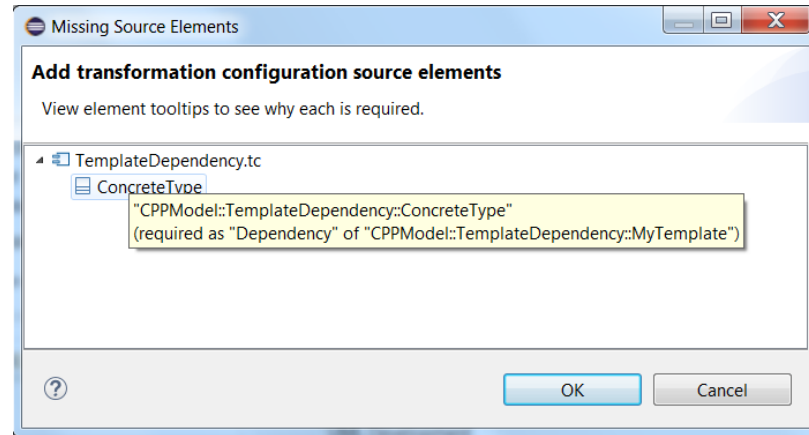 Missing Source Elements
Add transformation configuration source elements
View element tooltips to see why each is required.
TemplateDependency.tc
ConcreteType
"CPPModel::TemplateDependency::ConcreteType"
(required as "Dependency" of "CPPModel::TemplateDependency::MyTemplate")
?
OK
Cancel